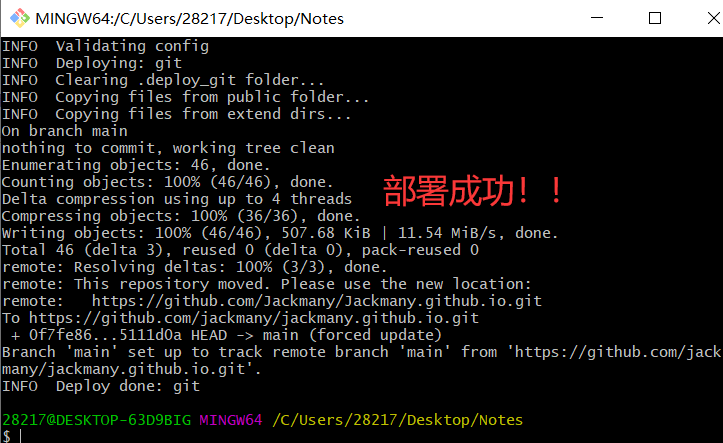 MINGW64:/C/Users/28217/Desktop/Notes
INFO  Validating config
INFO  Deploying: git
INFO  Clearing .deploy_git folder...
INFO  Copying files from public folder...
INFO  Copying files from extend dirs...
On branch main
nothing to commit, working tree clean
Enumerating objects: 46, done.
Counting objects: 100% (46/46), done.
部署成功！！
Delta compression using up to 4 threads
Compressing objects: 100% (36/36), done.
Writing objects: 100% (46/46), 507.68 KiB | 11.54 MiB/s, done.
Total 46 (delta 3), reused 0 (delta 0), pack-reused 0
remote: Resolving deltas: 100% (3/3), done.
remote: This repository moved. Please use the new location:
remote:   https://github.com/Jackmany/Jackmany.github.io.git
To https://github.com/jackmany/jackmany.github.io.git
 + 0f7fe86...5111d0a HEAD -> main (forced update)
Branch 'main' set up to track remote branch 'main' from 'https://github.com/jack
many/jackmany.github.io.git'.
INFO  Deploy done: git
28217@DESKTOP-63D9BIG MINGW64 /C/Users/28217/Desktop/Notes
$